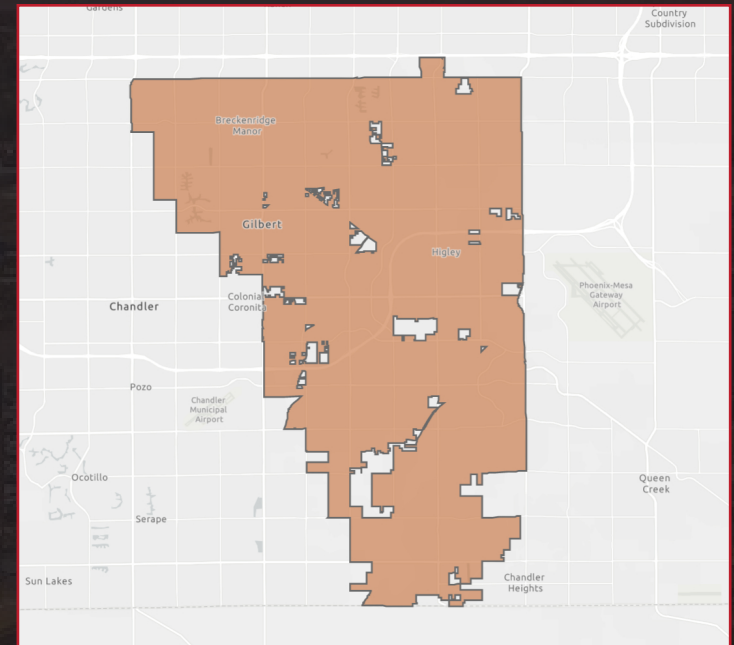 Gardens
Country
Subdivision
Breckenridge
Manor
Gilbert
Higley
Phoenix-Mesa
Gateway
Airport
Chandler
Colonial
Coronita
Pozo
Chandler
Municipal
Airport
Ocotillo
Queen
Creek
Serape
Sun Lakes
Chandler
Heights